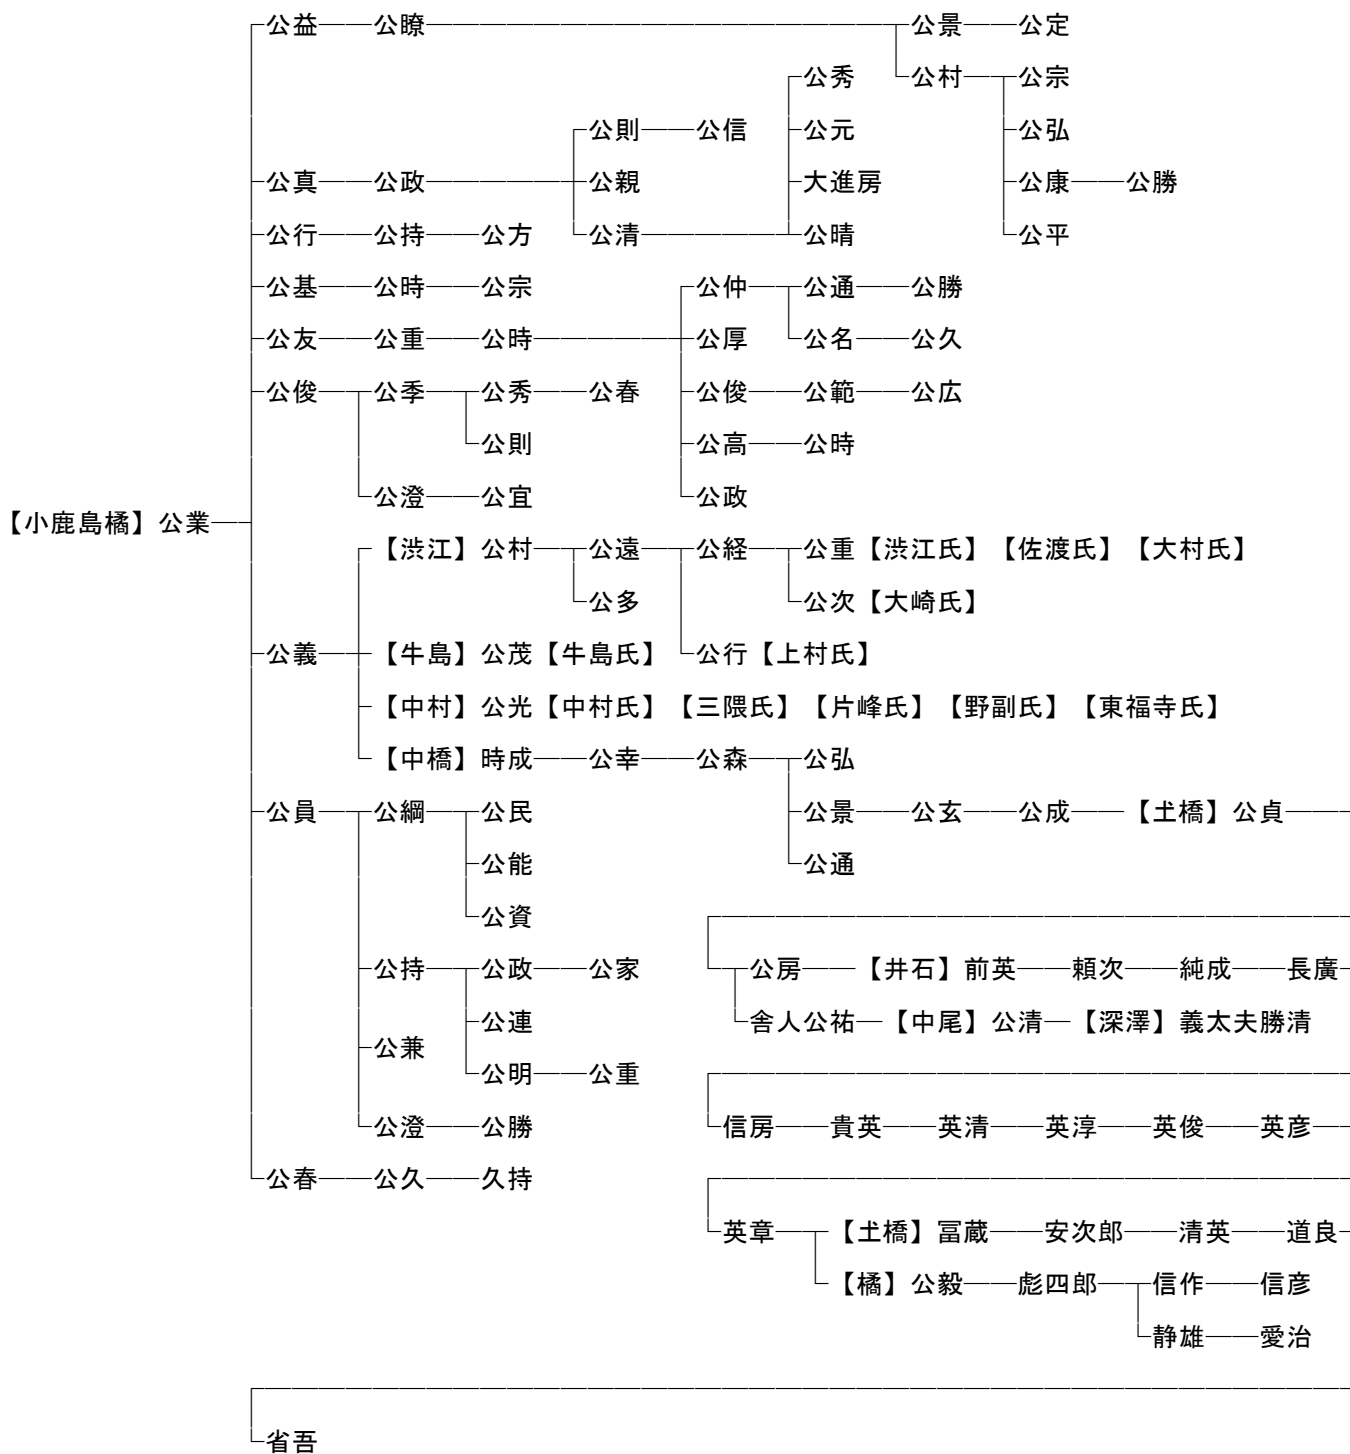 公益 公瞭 公景 公定
公秀 公村 公宗
公則 公信 公元 公弘
公真 公政 公親 大進房 公康 公勝
公行 公持 公方 公清 公晴 公平
公基 公時 公宗 公仲 公通 公勝
公友 公重 公時 公厚 公名 公久
公俊 公季 公秀 公春 公俊 公範 公広
公則 公高 公時
公澄 公宜 公政
【小鹿島橘】公業
【渋江】公村 公遠 公経 公重【渋江氏】【佐渡氏】【大村氏】
公多 公次【大崎氏】
公義 【牛島】公茂【牛島氏】 公行【上村氏】
【中村】公光【中村氏】【三隈氏】【片峰氏】【野副氏】【東福寺氏】
【中橋】時成 公幸 公森 公弘
公員 公綱 公民 公景 公玄 公成 【圡橋】公貞
公能 公通
公資
公持 公政 公家 公房 【井石】前英 頼次 純成 長廣
公連 舎人公祐 【中尾】公清 【深澤】義太夫勝清
公兼
公明 公重
公澄 公勝 信房 貴英 英清 英淳 英俊 英彦
公春 公久 久持
英章 【圡橋】冨蔵 安次郎 清英 道良
【橘】公毅 彪四郎 信作 信彦
静雄 愛治
省吾